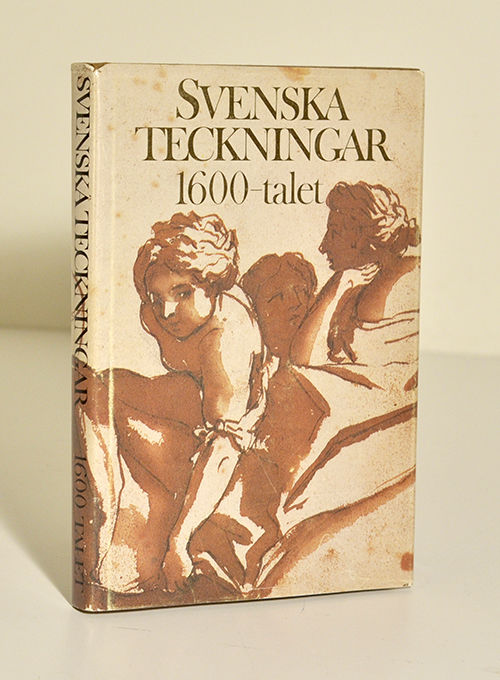 SVENSKA
TECKNINGAR
1600-talet
SVENSKA TECKNINGAR 1600-TALET